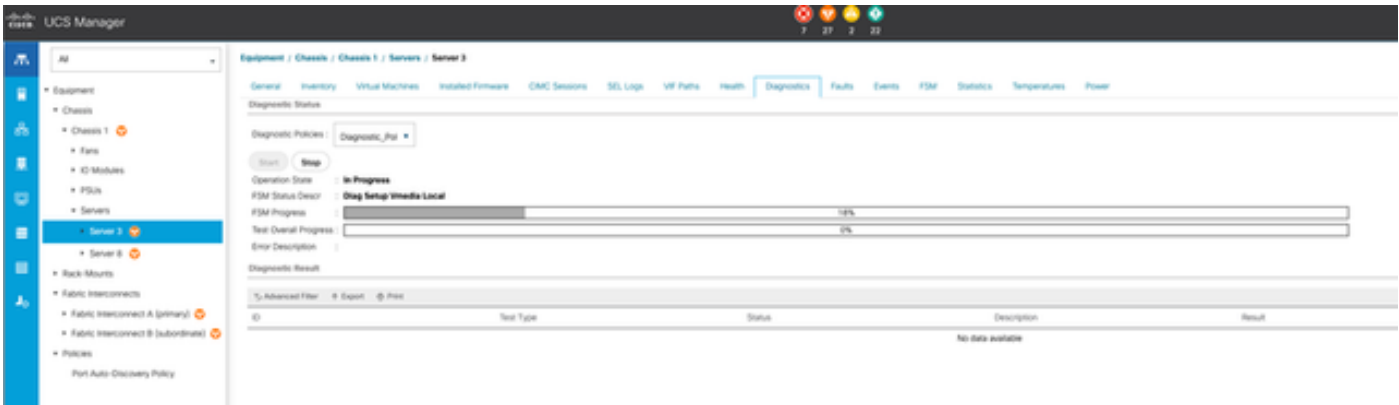 CISCO UCS Manager
7 27 2 22
All
Equipment
Chassis
Chassis 1
Fans
IO Modules
PSUs
Servers
Server 3
Server 8
Rack-Mounts
Fabric Interconnects
Fabric Interconnect A (primary)
Fabric Interconnect B (subordinate)
Policies
Port Auto-Discovery Policy
Equipment / Chassis / Chassis 1 / Servers / Server 3
General Inventory Virtual Machines Installed Firmware CIMC Sessions SEL Logs VIF Paths Health Diagnostics Faults Events FSM Statistics Temperatures Power
Diagnostic Status
Diagnostic Policies : Diagnostic_Pol
Start Stop
Operation State : In Progress
FSM Status Descr : Diag Setup Vmedia Local
FSM Progress : 18%
Test Overall Progress : 0%
Error Description :
Diagnostic Result
Advanced Filter Export Print
ID Test Type Status Description Result
No data available